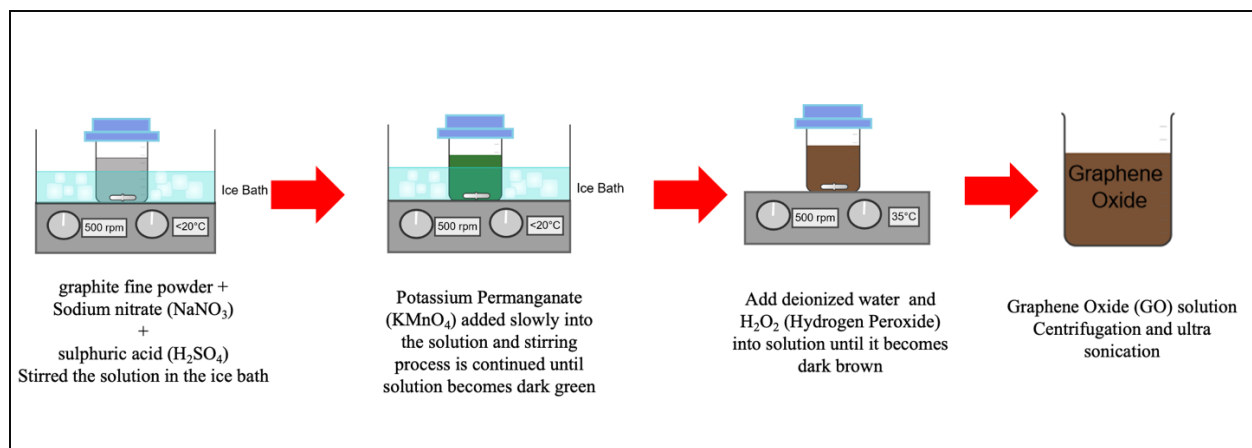 Ice Bath
500 rpm
<20°C
Ice Bath
500 rpm
<20°C
500 rpm
35°C
Graphene
Oxide
graphite fine powder +
Sodium nitrate (NaNO₃)
+
sulphuric acid (H₂SO₄)
Stirred the solution in the ice bath
Potassium Permanganate
(KMnO₄) added slowly into
the solution and stirring
process is continued until
solution becomes dark green
Add deionized water and
H₂O₂ (Hydrogen Peroxide)
into solution until it becomes
dark brown
Graphene Oxide (GO) solution
Centrifugation and ultra
sonication